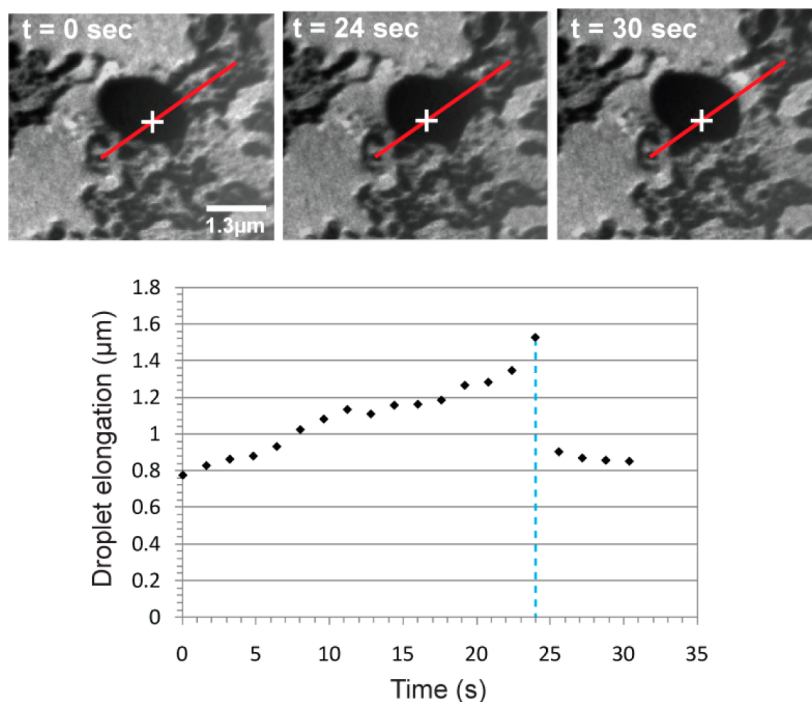 t = 0 sec
t = 24 sec
t = 30 sec
1.3µm
1.8
1.6
1.4
1.2
1
0.8
0.6
0.4
0.2
0
Droplet elongation (µm)
0 5 10 15 20 25 30 35
Time (s)